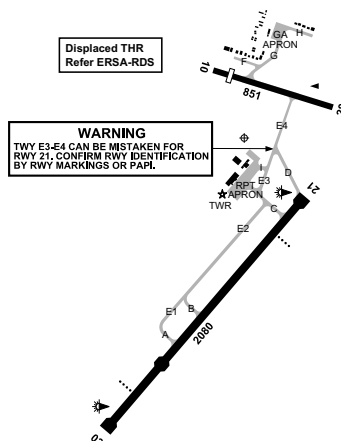 Displaced THR
Refer ERSA-RDS
GA
APRON
H
F
G
10
851
E4
WARNING
TWY E3-E4 CAN BE MISTAKEN FOR
RWY 21. CONFIRM RWY IDENTIFICATION
BY RWY MARKINGS OR PAPI.
I
E3
D
21
RPT
APRON
TWR
C
E2
E1
B
A
2080